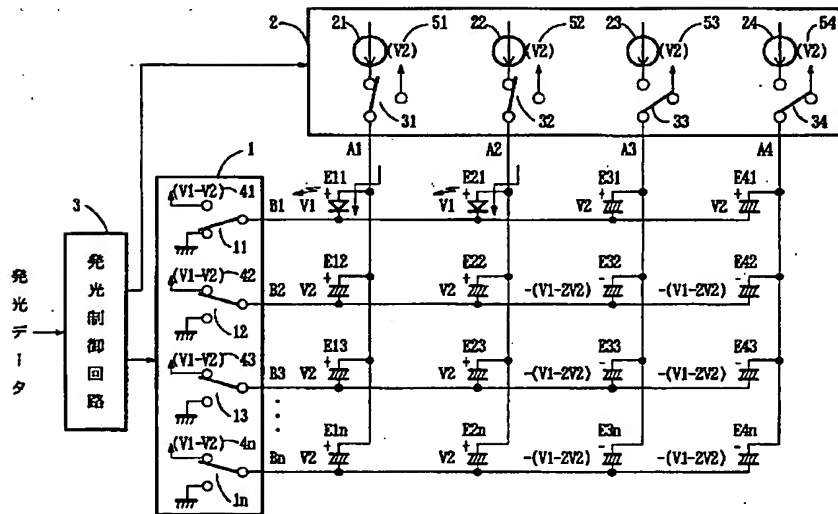 2
21
51
(V2)
22
52
(V2)
23
53
(V2)
24
54
(V2)
31
32
33
34
A1
A2
A3
A4
1
3
発光データ
発光制御回路
(V1-V2)
41
11
B1
E11
+
V1
E21
+
V1
E31
+
V2
E41
+
V2
(V1-V2)
42
12
B2
E12
+
V2
E22
+
V2
E32
-
-(V1-2V2)
E42
-
-(V1-2V2)
(V1-V2)
43
13
B3
E13
+
V2
E23
+
V2
E33
-
-(V1-2V2)
E43
-
-(V1-2V2)
(V1-V2)
4n
1n
Bn
E1n
+
V2
E2n
+
V2
E3n
-
-(V1-2V2)
E4n
-
-(V1-2V2)